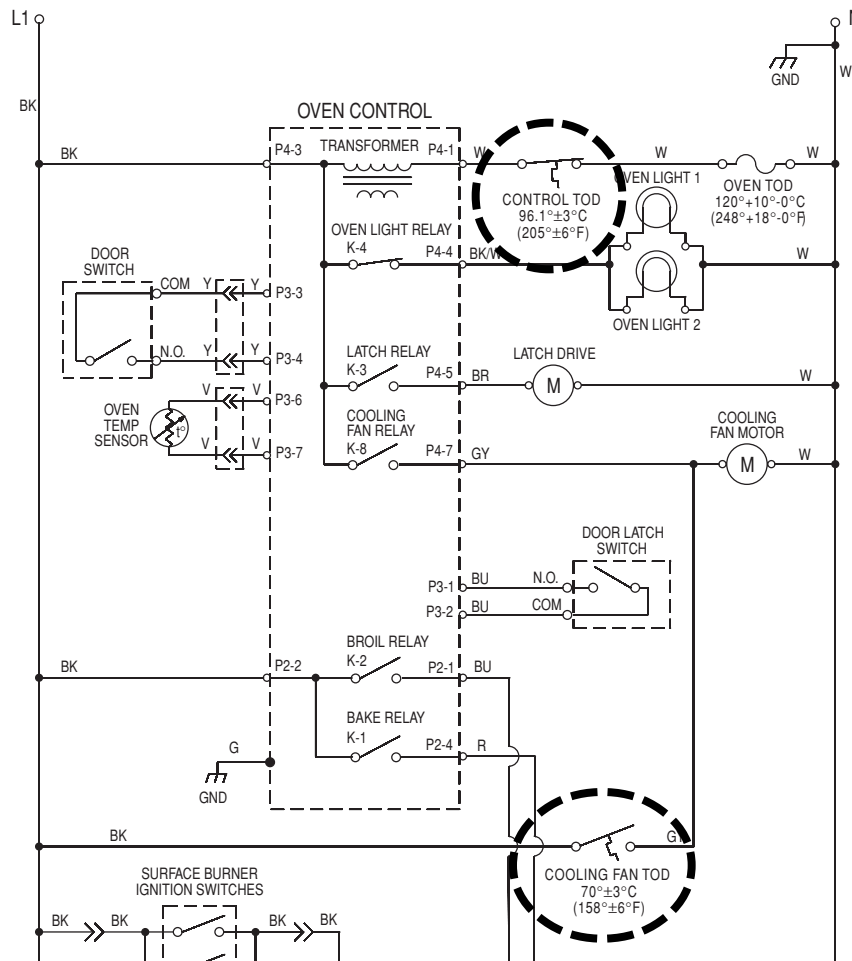 L1
N
GND
W
BK
OVEN CONTROL
BK
P4-3
TRANSFORMER
P4-1
W
W
W
CONTROL TOD
96.1°±3°C
(205°±6°F)
OVEN LIGHT 1
OVEN TOD
120°+10°-0°C
(248°+18°-0°F)
OVEN LIGHT RELAY
K-4
P4-4
BK/W
W
OVEN LIGHT 2
DOOR
SWITCH
COM
Y
Y
P3-3
N.O.
Y
Y
P3-4
LATCH RELAY
K-3
P4-5
BR
LATCH DRIVE
M
W
OVEN
TEMP
SENSOR
t°
V
V
P3-6
V
V
P3-7
COOLING
FAN RELAY
K-8
P4-7
GY
COOLING
FAN MOTOR
M
W
DOOR LATCH
SWITCH
P3-1
BU
N.O.
P3-2
BU
COM
BROIL RELAY
BK
P2-2
K-2
P2-1
BU
BAKE RELAY
K-1
P2-4
R
G
GND
BK
COOLING FAN TOD
70°±3°C
(158°±6°F)
SURFACE BURNER
IGNITION SWITCHES
BK
BK
BK
BK